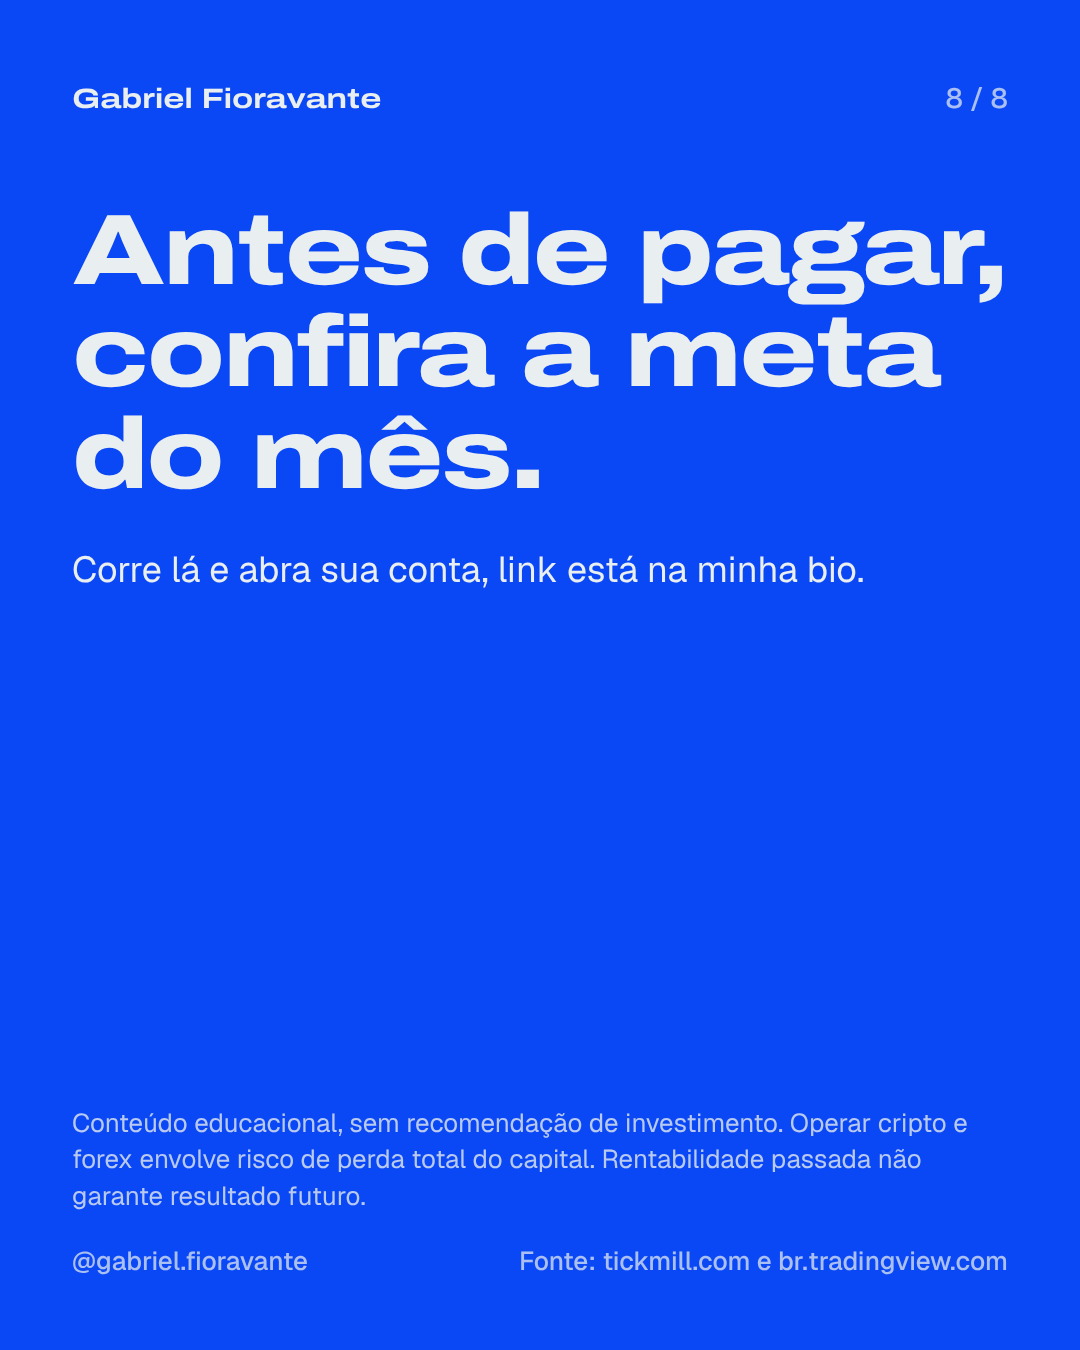 Gabriel Fioravante
8 / 8
Antes de pagar,
confira a meta
do mês.
Corre lá e abra sua conta, link está na minha bio.
Conteúdo educacional, sem recomendação de investimento. Operar cripto e
forex envolve risco de perda total do capital. Rentabilidade passada não
garante resultado futuro.
@gabriel.fioravante
Fonte: tickmill.com e br.tradingview.com